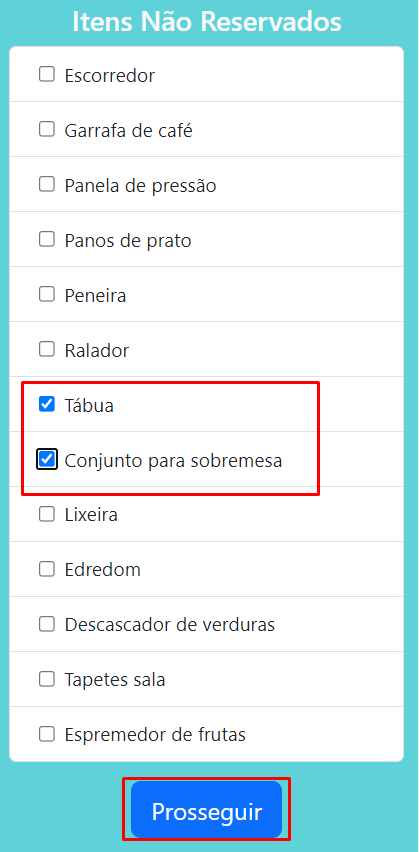 Itens Não Reservados
Escorredor
Garrafa de café
Panela de pressão
Panos de prato
Peneira
Ralador
Tábua
Conjunto para sobremesa
Lixeira
Edredom
Descascador de verduras
Tapetes sala
Espremedor de frutas
Prosseguir